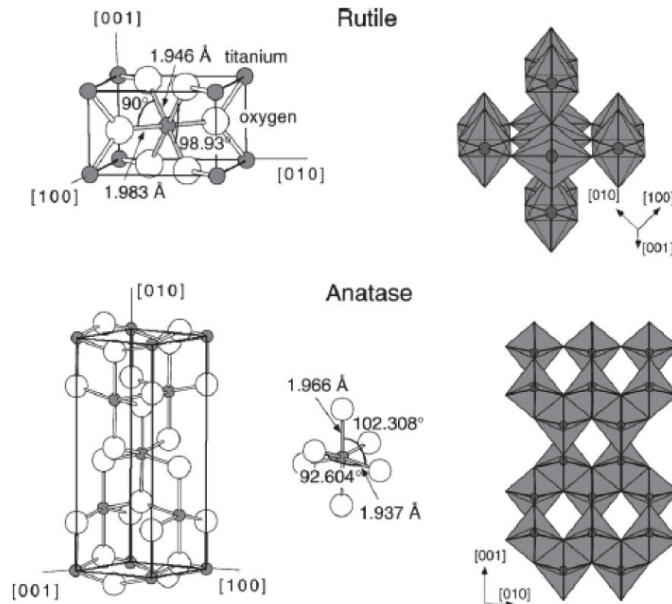 Rutile
[001]
1.946 Å titanium
90°
oxygen
98.93°
[010]
[100]
1.983 Å
[010]
[100]
[001]
Anatase
[010]
1.966 Å
102.308°
92.604°
1.937 Å
[001]
[100]
[001]
[010]